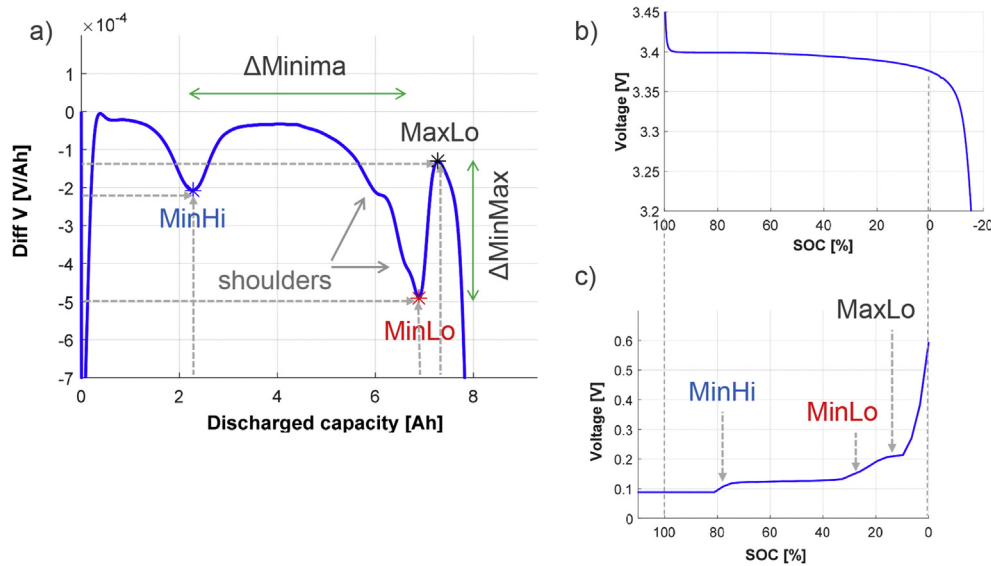 a)
×10⁻⁴
1
0
-1
-2
-3
-4
-5
-6
-7
Diff V [V/Ah]
ΔMinima
MaxLo
MinHi
ΔMinMax
shoulders
MinLo
0
2
4
6
8
Discharged capacity [Ah]
b)
3.45
3.4
3.35
3.3
3.25
3.2
Voltage [V]
100
80
60
40
20
0
-20
SOC [%]
c)
MaxLo
0.6
0.5
0.4
0.3
0.2
0.1
0
Voltage [V]
MinHi
MinLo
100
80
60
40
20
0
SOC [%]